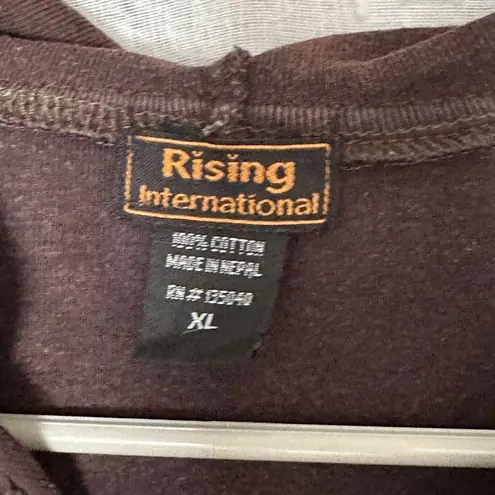 Rising
International
100% COTTON
MADE IN NEPAL
RN # 135040
XL